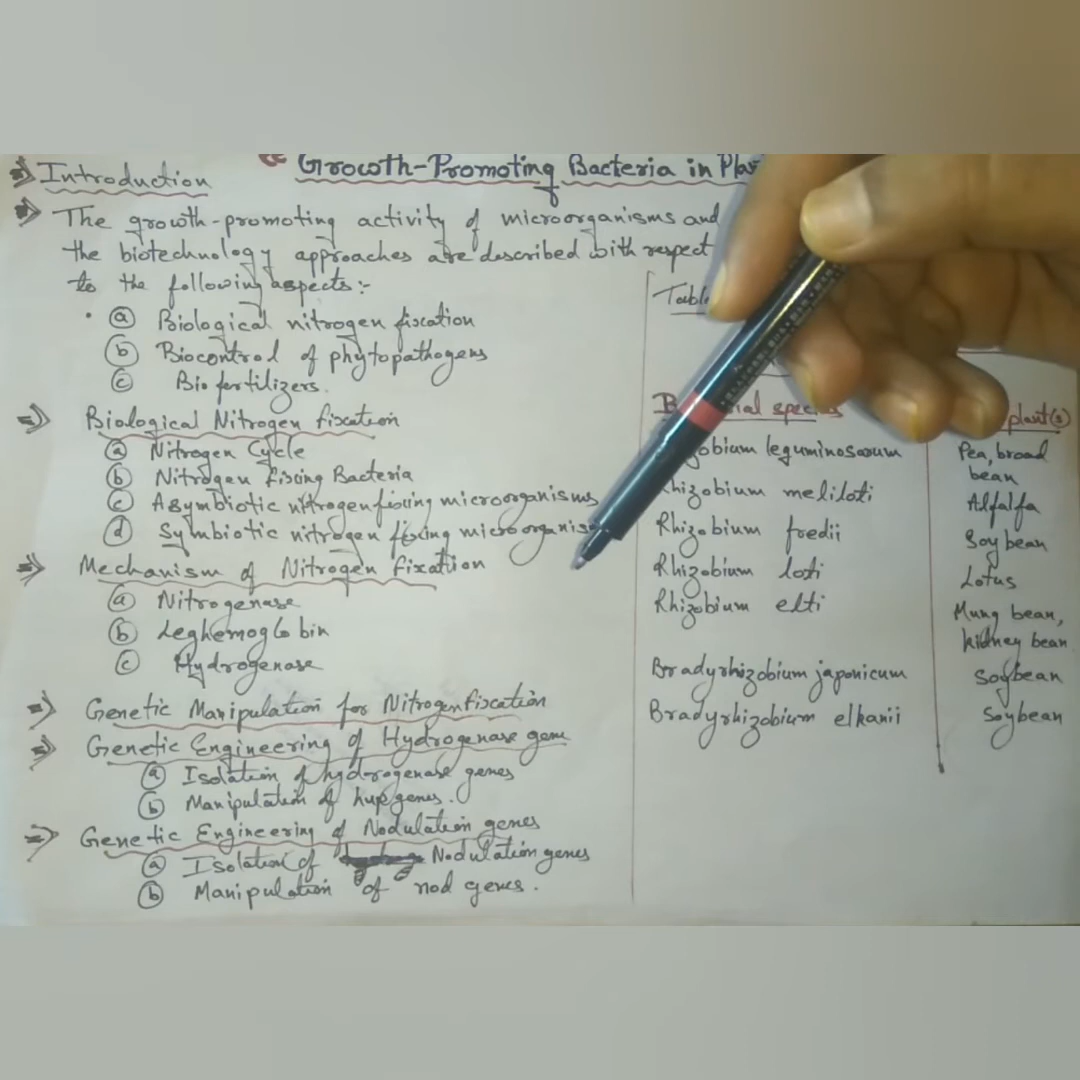 Growth-Promoting Bacteria in
⇒ Introduction
⇒ The growth-promoting activity of microorganisms and
the biotechnology approaches are described with respect
to the following aspects:-
ⓐ Biological nitrogen fixation
ⓑ Biocontrol of phytopathogens
ⓒ Bio fertilizers.
⇒ Biological Nitrogen fixation
ⓐ Nitrogen Cycle
ⓑ Nitrogen fixing Bacteria
ⓒ Asymbiotic nitrogen fixing microorganisms
ⓓ Symbiotic nitrogen fixing
⇒ Mechanism of Nitrogen Fixation
ⓐ Nitrogenase
ⓑ Leghemoglobin
ⓒ Hydrogenase
⇒ Genetic Manipulation for Nitrogen fixation
⇒ Genetic Engineering of Hydrogenase gene
ⓐ Isolation of hydrogenase genes
ⓑ Manipulation of hup genes.
⇒ Genetic Engineering of Nodulation genes
ⓐ Isolation of Nodulation genes
ⓑ Manipulation of nod genes.
species plant(s)
leguminosarum Pea, broad
bean
Rhizobium meliloti Alfalfa
Rhizobium fredii Soybean
Rhizobium loti Lotus
Rhizobium elti Mung bean,
kidney bean
Bradyrhizobium japonicum Soybean
Bradyrhizobium elkanii Soybean